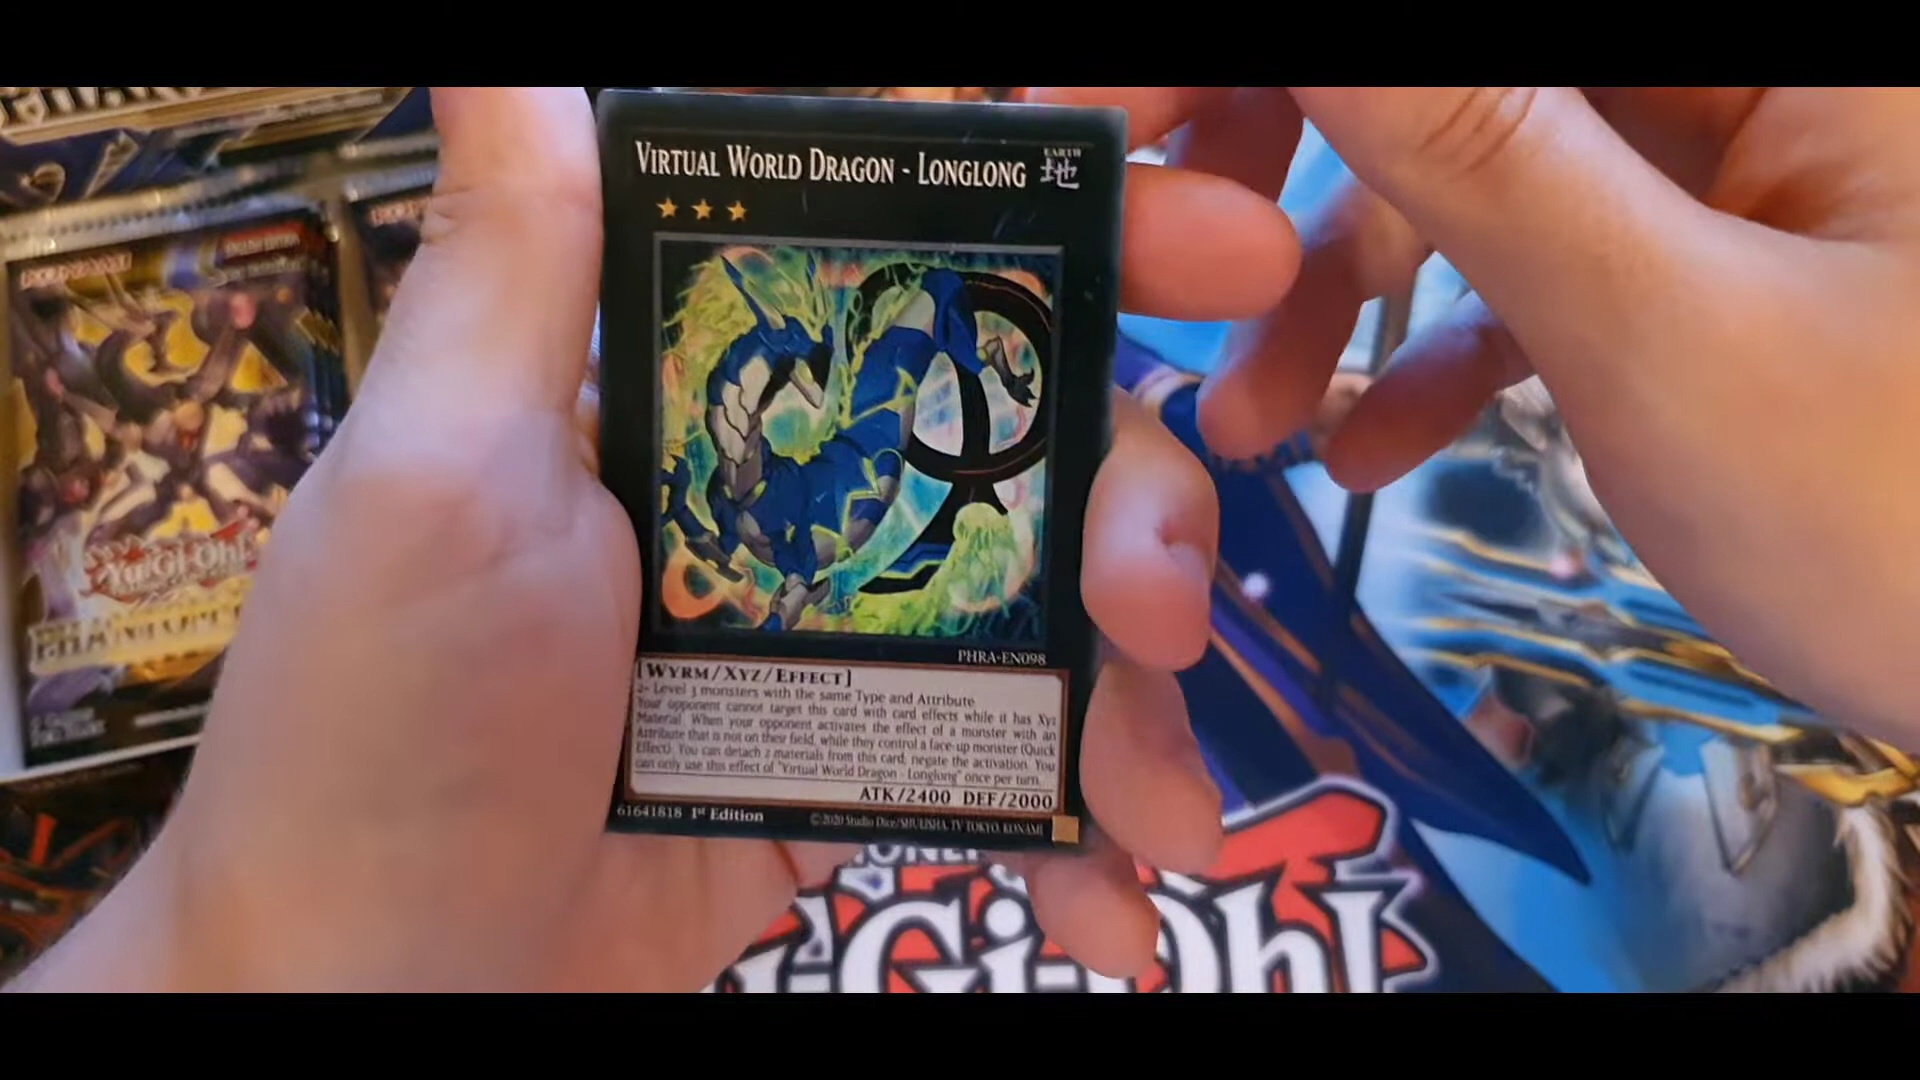 VIRTUAL WORLD DRAGON - LONGLONG
EARTH
地
PHRA-EN098
[WYRM/XYZ/EFFECT]
2+ Level 3 monsters with the same Type and Attribute
Your opponent cannot target this card with card effects while it has Xyz
Material. When your opponent activates the effect of a monster with an
Attribute that is not on their field, while they control a face-up monster (Quick
Effect): You can detach 2 materials from this card; negate the activation. You
can only use this effect of "Virtual World Dragon - Longlong" once per turn.
ATK/2400 DEF/2000
61641818 1st Edition
©2020 Studio Dice/SHUEISHA, TV TOKYO, KONAMI
KONAMI
Yu-Gi-Oh!
-Gi-Oh!